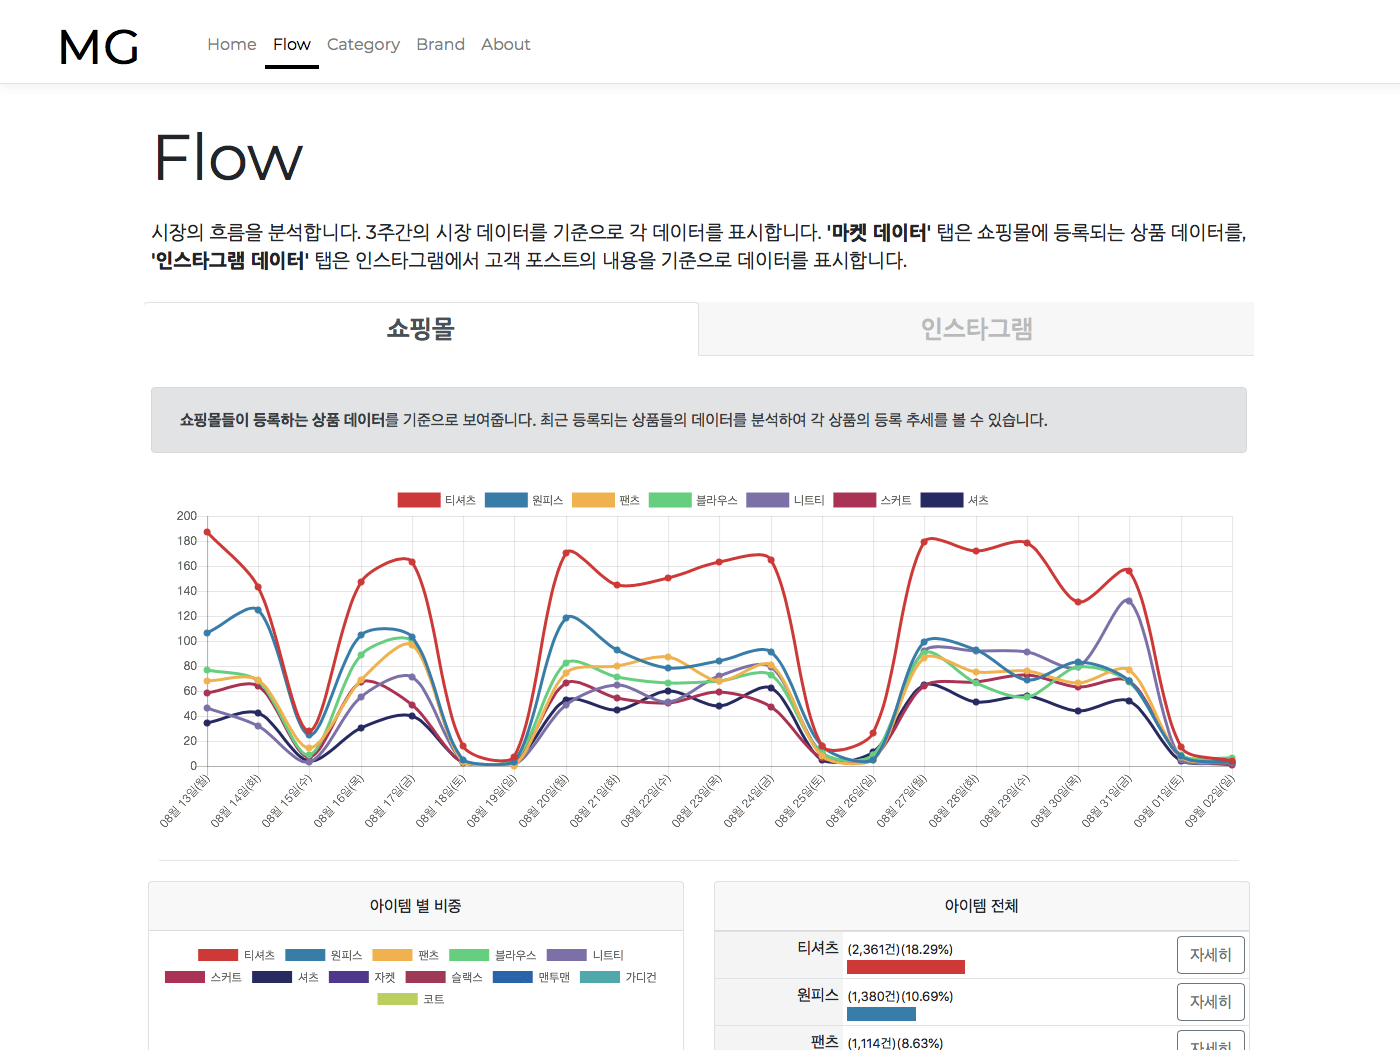 MG
Home Flow Category Brand About
Flow
시장의 흐름을 분석합니다. 3주간의 시장 데이터를 기준으로 각 데이터를 표시합니다. '마켓 데이터' 탭은 쇼핑몰에 등록되는 상품 데이터를,
'인스타그램 데이터' 탭은 인스타그램에서 고객 포스트의 내용을 기준으로 데이터를 표시합니다.
쇼핑몰 인스타그램
쇼핑몰들이 등록하는 상품 데이터를 기준으로 보여줍니다. 최근 등록되는 상품들의 데이터를 분석하여 각 상품의 등록 추세를 볼 수 있습니다.
티셔츠 원피스 팬츠 블라우스 니트티 스커트 셔츠
200
180
160
140
120
100
80
60
40
20
0
08월 13일(월) 08월 14일(화) 08월 15일(수) 08월 16일(목) 08월 17일(금) 08월 18일(토) 08월 19일(일) 08월 20일(월) 08월 21일(화) 08월 22일(수) 08월 23일(목) 08월 24일(금) 08월 25일(토) 08월 26일(일) 08월 27일(월) 08월 28일(화) 08월 29일(수) 08월 30일(목) 08월 31일(금) 09월 01일(토) 09월 02일(일)
아이템 별 비중
티셔츠 원피스 팬츠 블라우스 니트티
스커트 셔츠 자켓 슬랙스 맨투맨 가디건
코트
아이템 전체
티셔츠 (2,361건)(18.29%) 자세히
원피스 (1,380건)(10.69%) 자세히
팬츠 (1,114건)(8.63%) 자세히